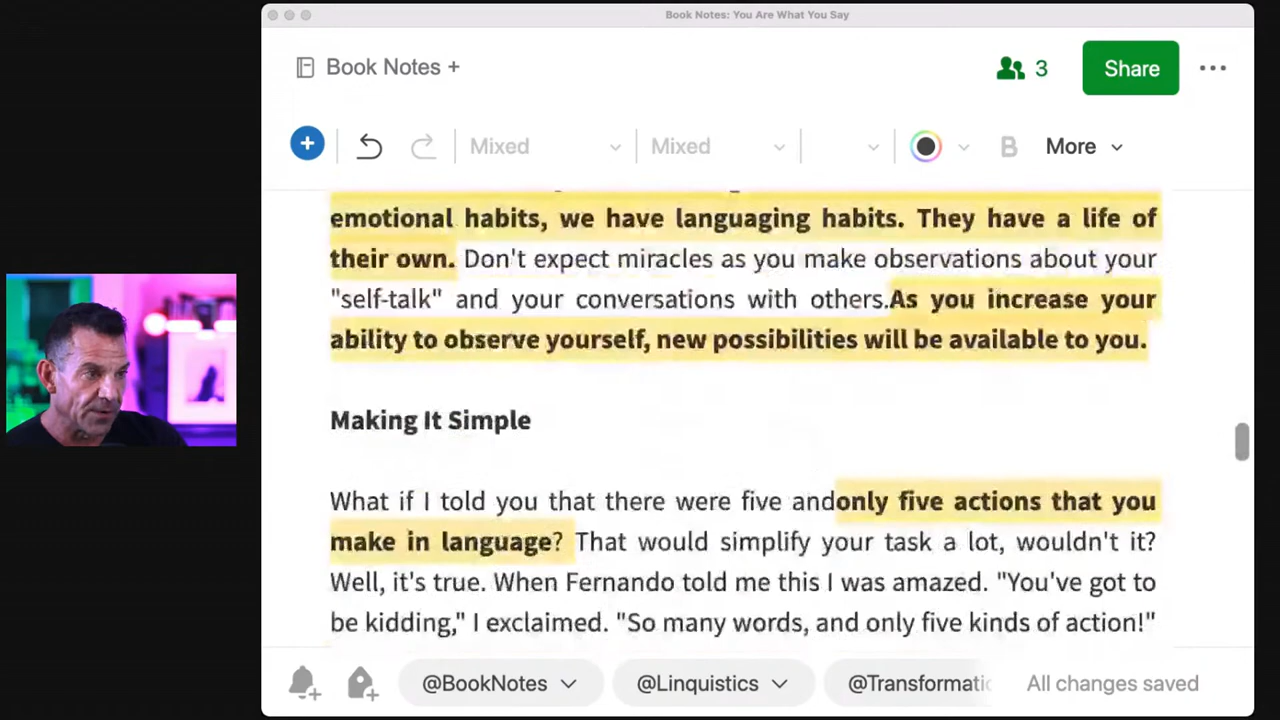 Book Notes: You Are What You Say
Book Notes +
3
Share
Mixed
Mixed
B
More
emotional habits, we have languaging habits. They have a life of
their own. Don't expect miracles as you make observations about your
"self-talk" and your conversations with others.As you increase your
ability to observe yourself, new possibilities will be available to you.
Making It Simple
What if I told you that there were five andonly five actions that you
make in language? That would simplify your task a lot, wouldn't it?
Well, it's true. When Fernando told me this I was amazed. "You've got to
be kidding," I exclaimed. "So many words, and only five kinds of action!"
@BookNotes
@Linquistics
@Transformatic
All changes saved